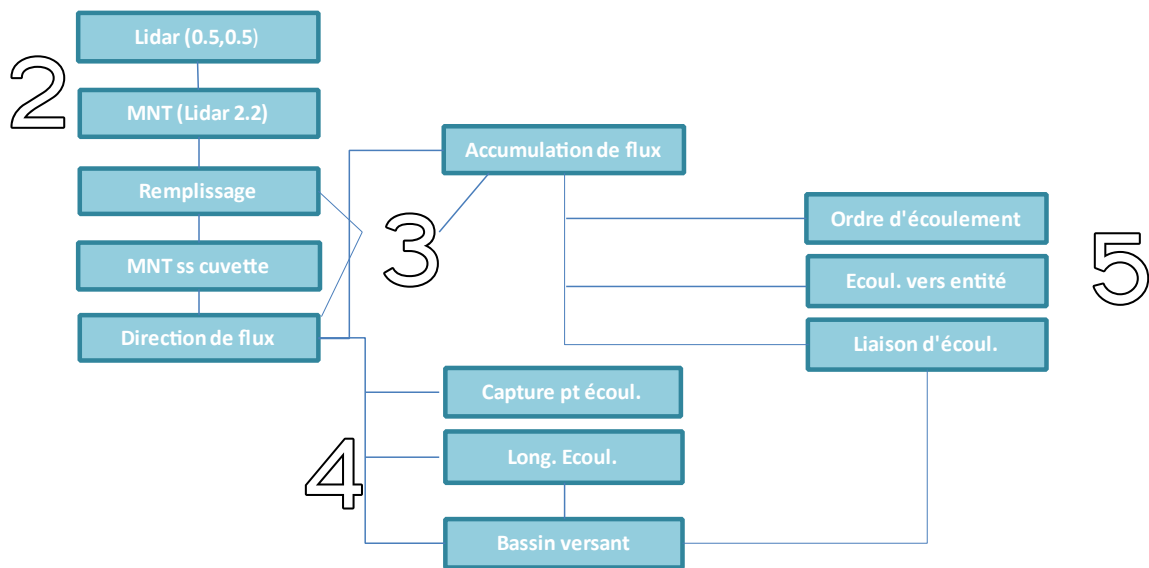 2
Lidar (0.5,0.5)
MNT (Lidar 2.2)
Remplissage
MNT ss cuvette
Direction de flux
3
Accumulation de flux
4
Capture pt écoul.
Long. Ecoul.
Bassin versant
5
Ordre d'écoulement
Ecoul. vers entité
Liaison d'écoul.